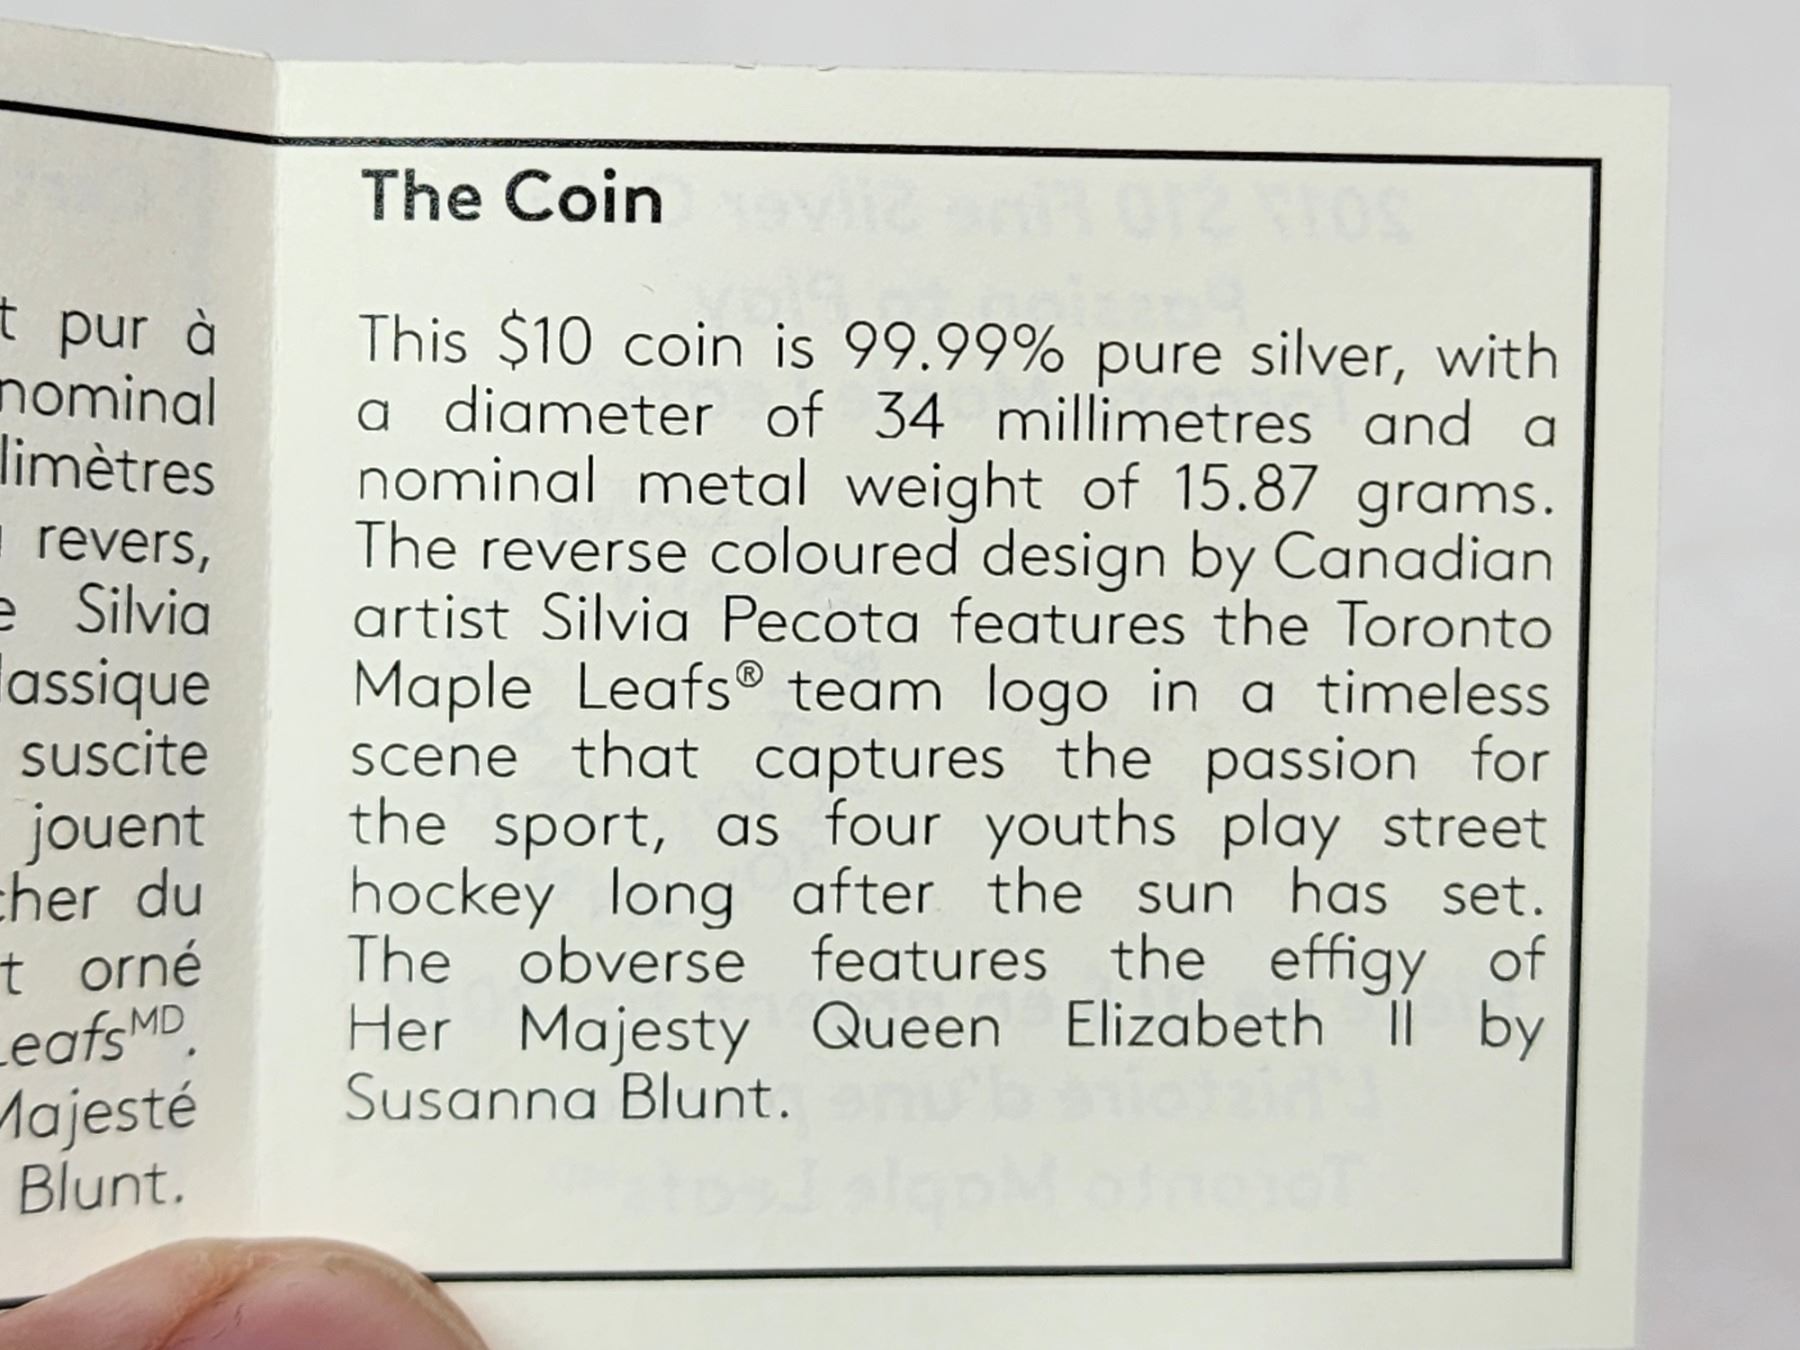 t pur à
nominal
limètres
revers,
e Silvia
lassique
suscite
jouent
cher du
t orné
LeafsMD.
Majesté
Blunt.
The Coin
This $10 coin is 99.99% pure silver, with
a diameter of 34 millimetres and a
nominal metal weight of 15.87 grams.
The reverse coloured design by Canadian
artist Silvia Pecota features the Toronto
Maple Leafs® team logo in a timeless
scene that captures the passion for
the sport, as four youths play street
hockey long after the sun has set.
The obverse features the effigy of
Her Majesty Queen Elizabeth II by
Susanna Blunt.